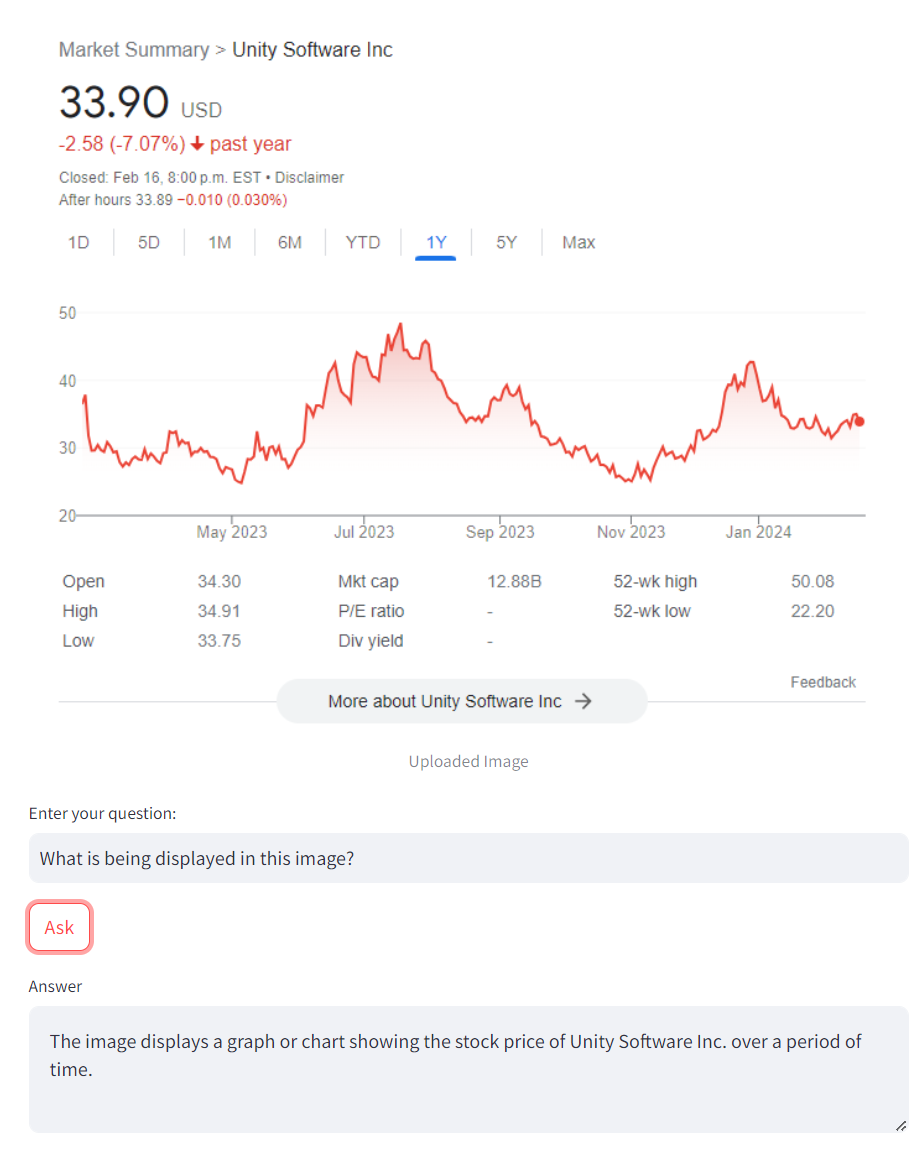 Market Summary > Unity Software Inc
33.90 USD
-2.58 (-7.07%) ↓ past year
Closed: Feb 16, 8:00 p.m. EST • Disclaimer
After hours 33.89 −0.010 (0.030%)
1D 5D 1M 6M YTD 1Y 5Y Max
50
40
30
20
May 2023 Jul 2023 Sep 2023 Nov 2023 Jan 2024
Open 34.30 Mkt cap 12.88B 52-wk high 50.08
High 34.91 P/E ratio - 52-wk low 22.20
Low 33.75 Div yield -
Feedback
More about Unity Software Inc →
Uploaded Image
Enter your question:
What is being displayed in this image?
Ask
Answer
The image displays a graph or chart showing the stock price of Unity Software Inc. over a period of
time.